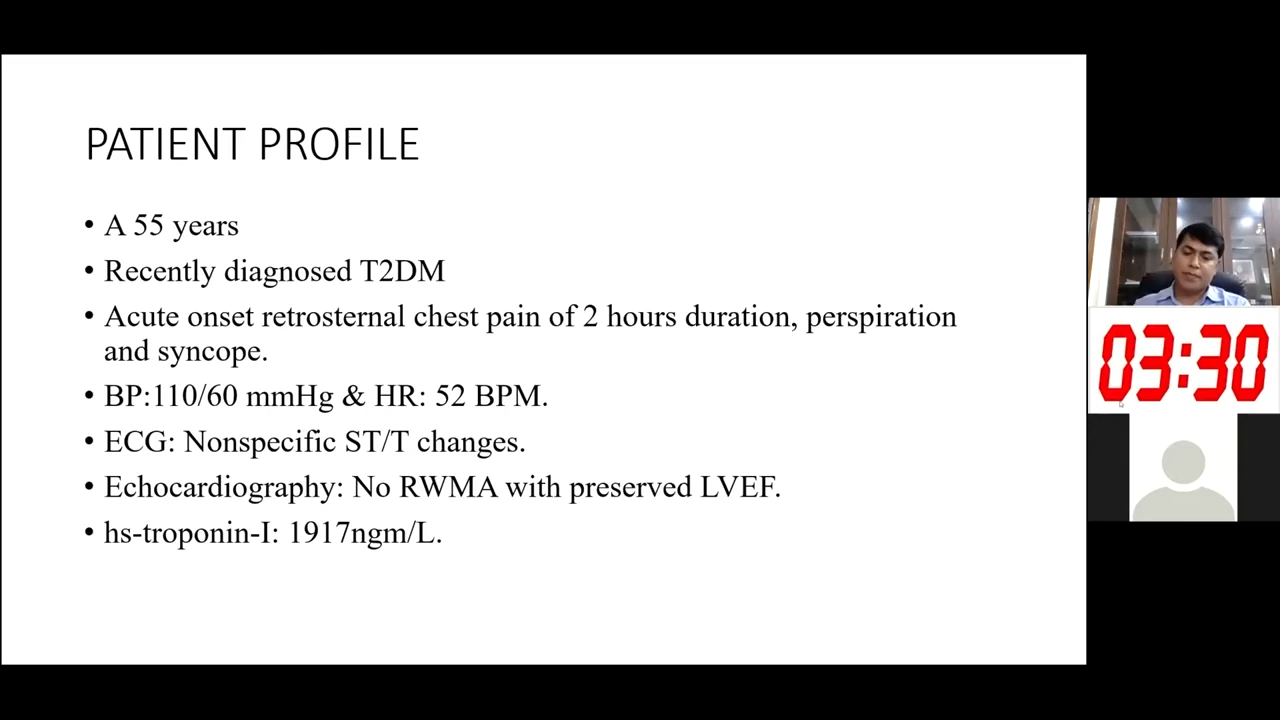 PATIENT PROFILE
• A 55 years
• Recently diagnosed T2DM
• Acute onset retrosternal chest pain of 2 hours duration, perspiration
and syncope.
• BP:110/60 mmHg & HR: 52 BPM.
• ECG: Nonspecific ST/T changes.
• Echocardiography: No RWMA with preserved LVEF.
• hs-troponin-I: 1917ngm/L.
03:30